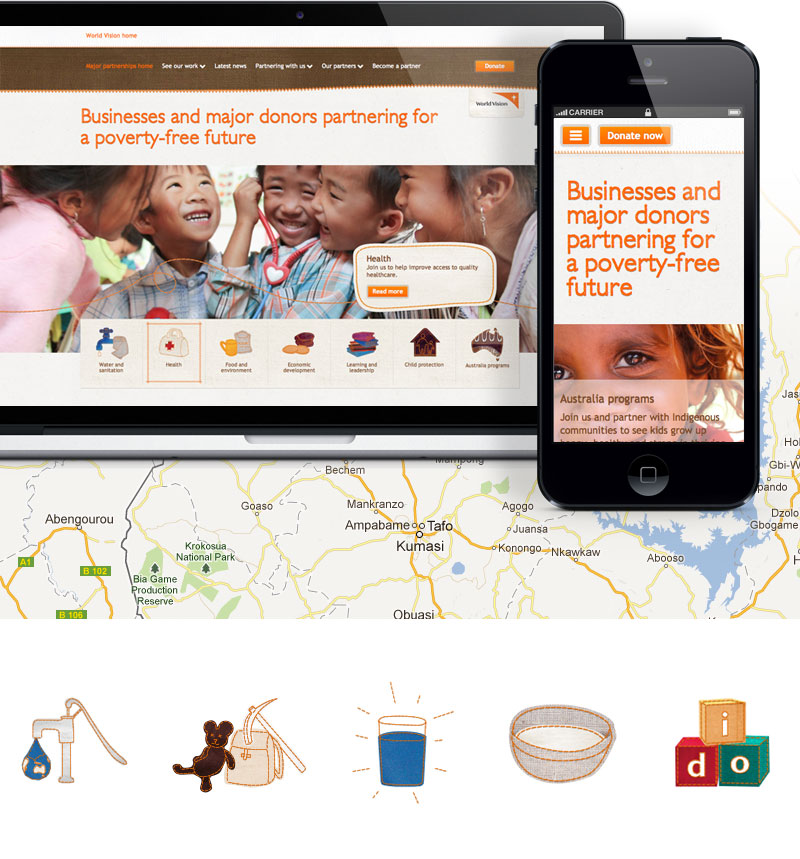 World Vision home
Major partnerships home See our work Latest news Partnering with us Our partners Become a partner Donate
World Vision
Businesses and major donors partnering for
a poverty-free future
Health
Join us to help improve access to quality
healthcare.
Read more
Water and
sanitation
Health
Food and
environment
Economic
development
Learning and
leadership
Child protection
Australia programs
CARRIER
Donate now
Businesses and
major donors
partnering for
a poverty-free
future
Australia programs
Join us and partner with Indigenous
communities to see kids grow up
Mampong
Bechem
Goaso
Mankranzo
Agogo
Abengourou
Ampabame
Tafo
Juansa
Kumasi
Konongo
Nkawkaw
Abooso
Krokosua
National Park
A1
B 102
Bia Game
Production
Reserve
B 106
Obuasi
Jas
Ho
Gbi-W
pando
Dzolo
Gbogame
H
i
d o